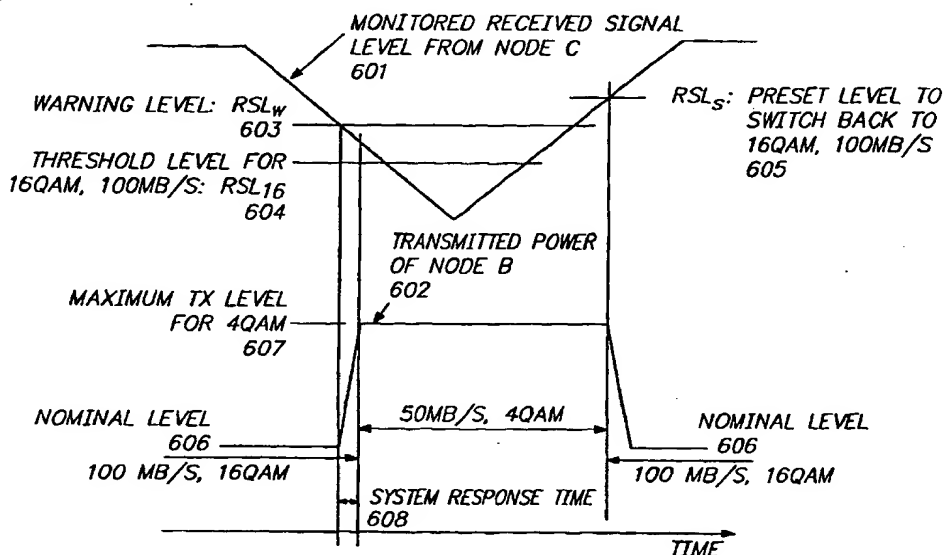 MONITORED RECEIVED SIGNAL
LEVEL FROM NODE C
601
WARNING LEVEL: RSLw
603
RSLs: PRESET LEVEL TO
SWITCH BACK TO
16QAM, 100MB/S
605
THRESHOLD LEVEL FOR
16QAM, 100MB/S: RSL16
604
TRANSMITTED POWER
OF NODE B
602
MAXIMUM TX LEVEL
FOR 4QAM
607
50MB/S, 4QAM
NOMINAL LEVEL
606
NOMINAL LEVEL
606
100 MB/S, 16QAM
100 MB/S, 16QAM
SYSTEM RESPONSE TIME
608
TIME